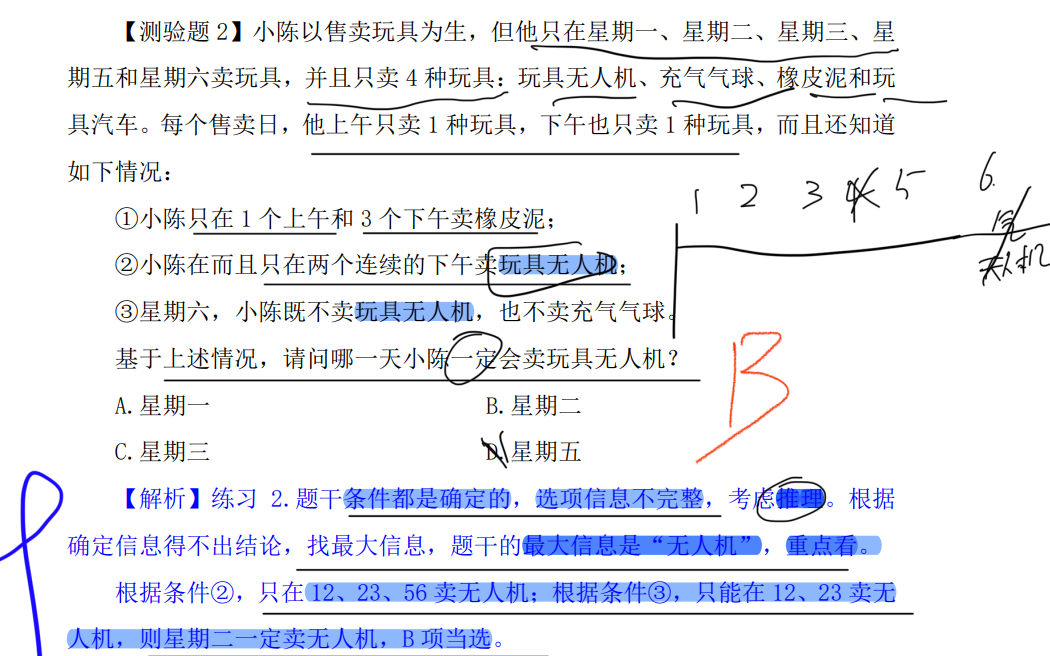 【测验题 2】小陈以售卖玩具为生，但他只在星期一、星期二、星期三、星
期五和星期六卖玩具，并且只卖 4 种玩具：玩具无人机、充气气球、橡皮泥和玩
具汽车。每个售卖日，他上午只卖 1 种玩具，下午也只卖 1 种玩具，而且还知道
如下情况：
1 2 3 4 5 6
①小陈只在 1 个上午和 3 个下午卖橡皮泥；
②小陈在而且只在两个连续的下午卖玩具无人机；
无人机
③星期六，小陈既不卖玩具无人机，也不卖充气气球。
基于上述情况，请问哪一天小陈一定会卖玩具无人机？
B
A.星期一
B.星期二
C.星期三
D.星期五
【解析】练习 2.题干条件都是确定的，选项信息不完整，考虑推理。根据
确定信息得不出结论，找最大信息，题干的最大信息是“无人机”，重点看。
根据条件②，只在 12、23、56 卖无人机；根据条件③，只能在 12、23 卖无
人机，则星期二一定卖无人机，B 项当选。